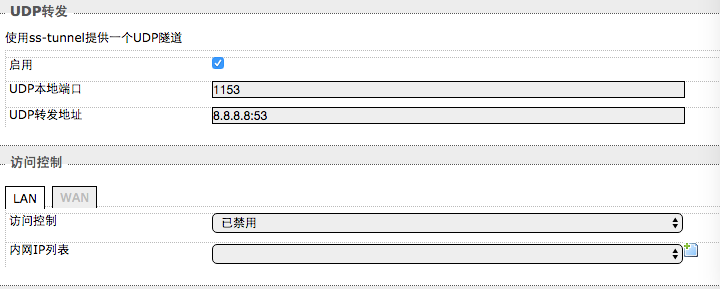 UDP转发
使用ss-tunnel提供一个UDP隧道
启用
UDP本地端口 1153
UDP转发地址 8.8.8.8:53
访问控制
LAN WAN
访问控制 已禁用
内网IP列表